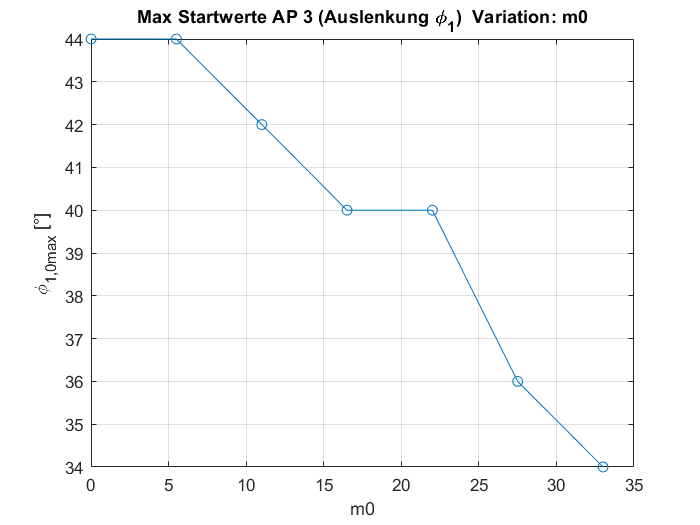 Max Startwerte AP 3 (Auslenkung ϕ₁)  Variation: m0
44
43
42
41
40
39
38
37
36
35
34
ϕ₁,₀ₘₐₓ [°]
0 5 10 15 20 25 30 35
m0